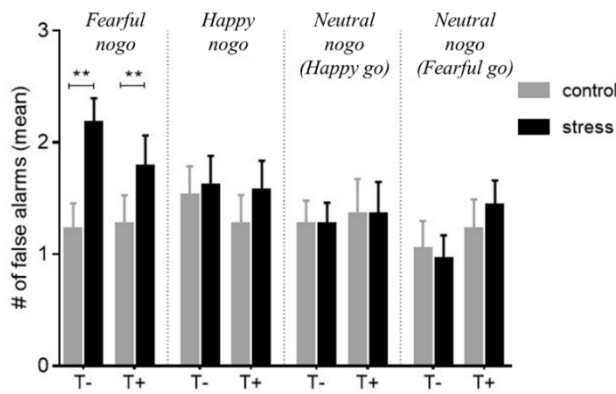 Fearful
nogo
Happy
nogo
Neutral
nogo
(Happy go)
Neutral
nogo
(Fearful go)
control
stress
# of false alarms (mean)
3
2
1
0
**
**
T-
T+
T-
T+
T-
T+
T-
T+